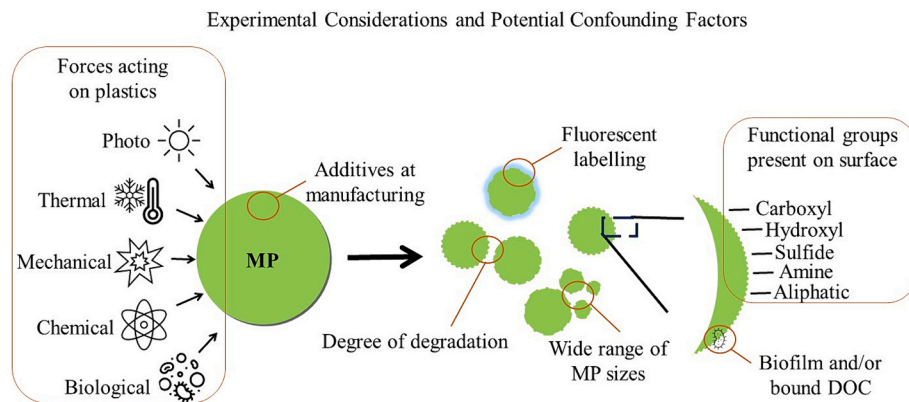 Experimental Considerations and Potential Confounding Factors
Forces acting
on plastics
Photo
Thermal
Mechanical
Chemical
Biological
Additives at
manufacturing
MP
Fluorescent
labelling
Degree of degradation
Wide range of
MP sizes
Functional groups
present on surface
Carboxyl
Hydroxyl
Sulfide
Amine
Aliphatic
Biofilm and/or
bound DOC